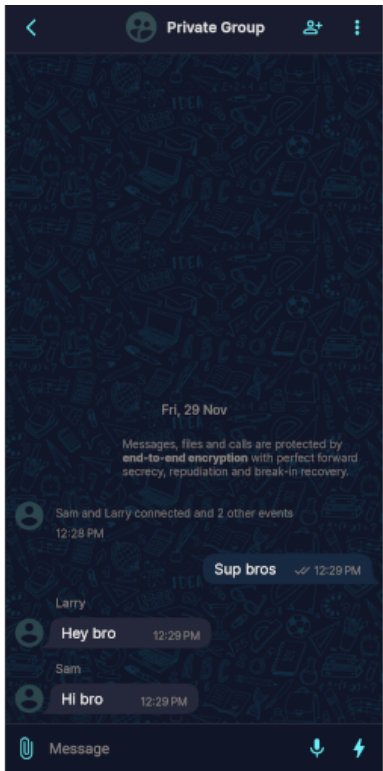 Private Group
Fri, 29 Nov
Messages, files and calls are protected by
end-to-end encryption with perfect forward
secrecy, repudiation and break-in recovery.
Sam and Larry connected and 2 other events
12:28 PM
Sup bros 12:29 PM
Larry
Hey bro 12:29 PM
Sam
Hi bro 12:29 PM
Message